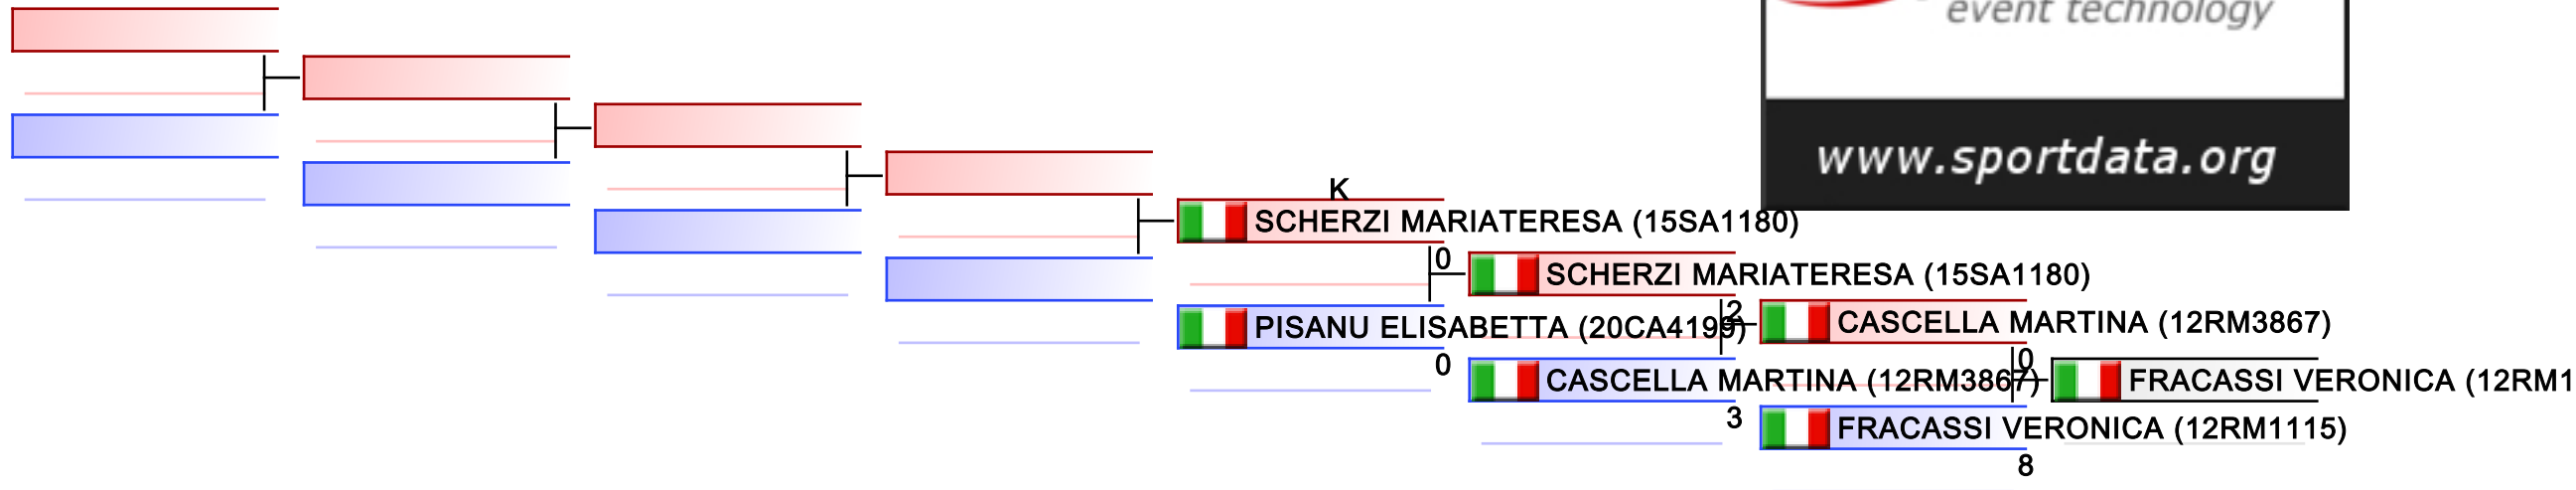 event technology
www.sportdata.org
K
SCHERZI MARIATERESA (15SA1180)
0
SCHERZI MARIATERESA (15SA1180)
PISANU ELISABETTA (20CA4199)
2
CASCELLA MARTINA (12RM3867)
0
0
CASCELLA MARTINA (12RM3867)
FRACASSI VERONICA (12RM1
3
FRACASSI VERONICA (12RM1115)
8